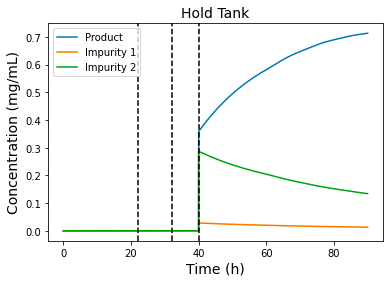 Hold Tank
Concentration (mg/mL)
0.7
0.6
0.5
0.4
0.3
0.2
0.1
0.0
Product
Impurity 1
Impurity 2
0 20 40 60 80
Time (h)